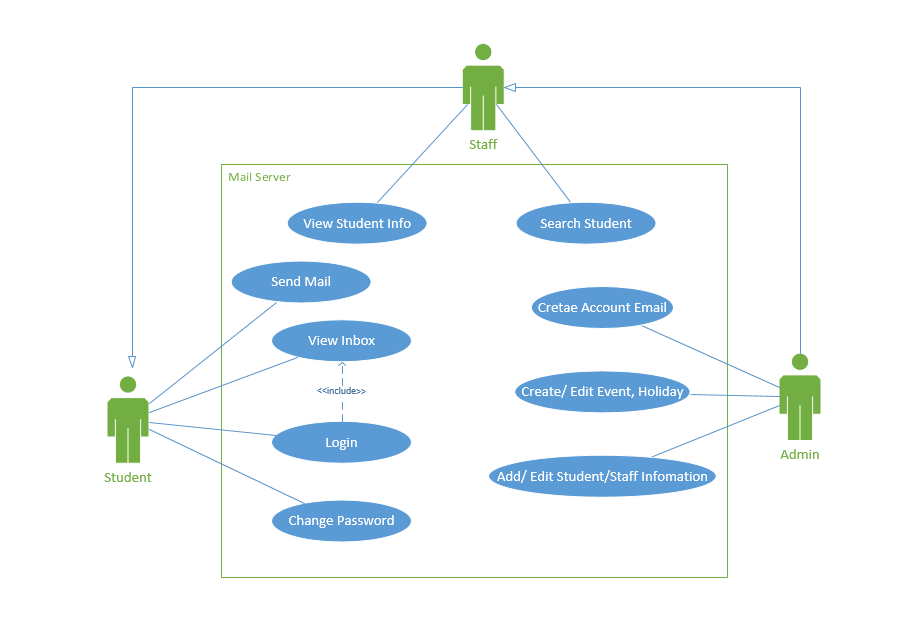 Staff
Mail Server
View Student Info
Search Student
Send Mail
Cretae Account Email
View Inbox
<<include>>
Create/ Edit Event, Holiday
Login
Admin
Student
Add/ Edit Student/Staff Infomation
Change Password